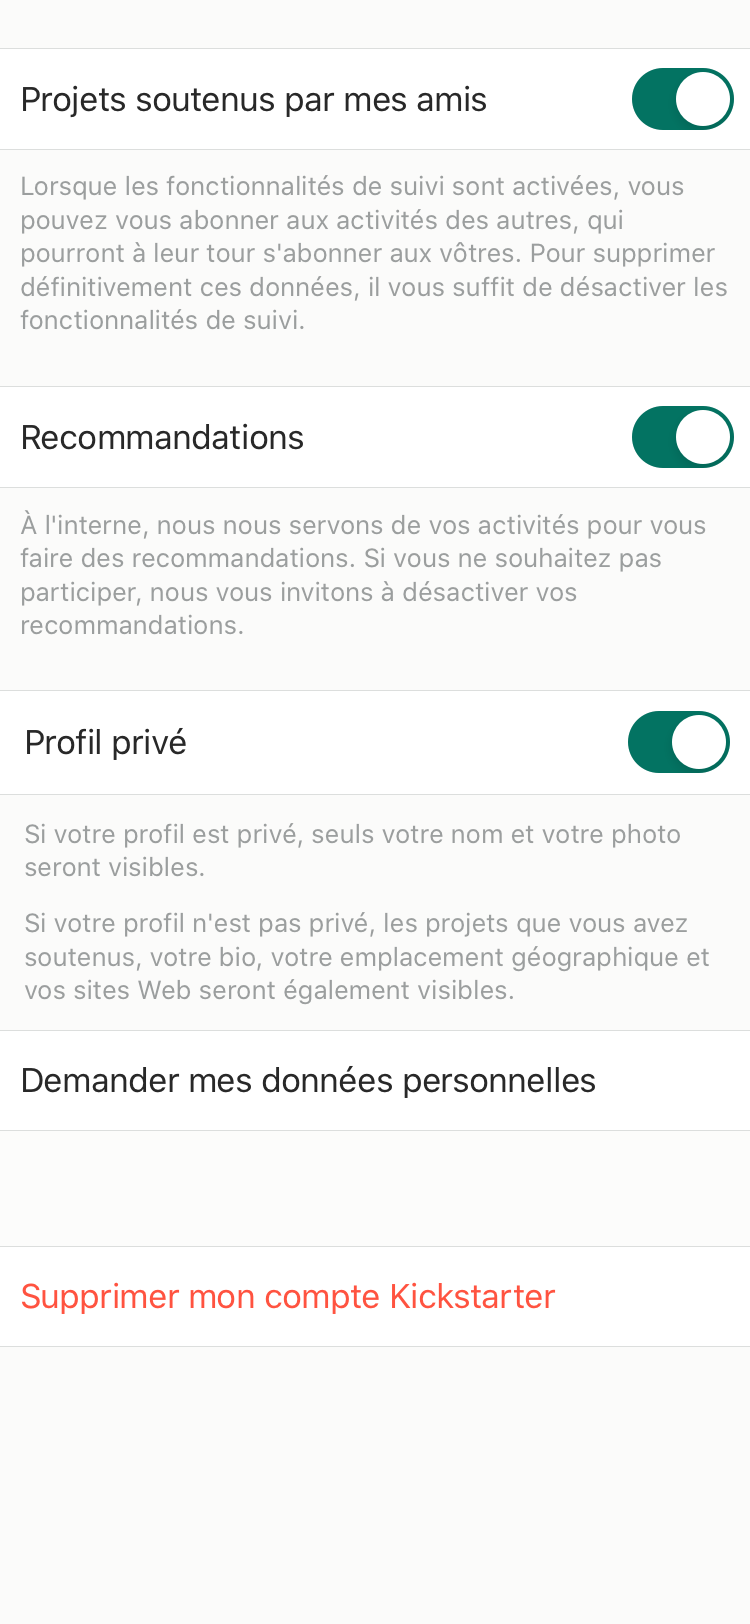 Projets soutenus par mes amis
Lorsque les fonctionnalités de suivi sont activées, vous
pouvez vous abonner aux activités des autres, qui
pourront à leur tour s'abonner aux vôtres. Pour supprimer
définitivement ces données, il vous suffit de désactiver les
fonctionnalités de suivi.
Recommandations
À l'interne, nous nous servons de vos activités pour vous
faire des recommandations. Si vous ne souhaitez pas
participer, nous vous invitons à désactiver vos
recommandations.
Profil privé
Si votre profil est privé, seuls votre nom et votre photo
seront visibles.
Si votre profil n'est pas privé, les projets que vous avez
soutenus, votre bio, votre emplacement géographique et
vos sites Web seront également visibles.
Demander mes données personnelles
Supprimer mon compte Kickstarter